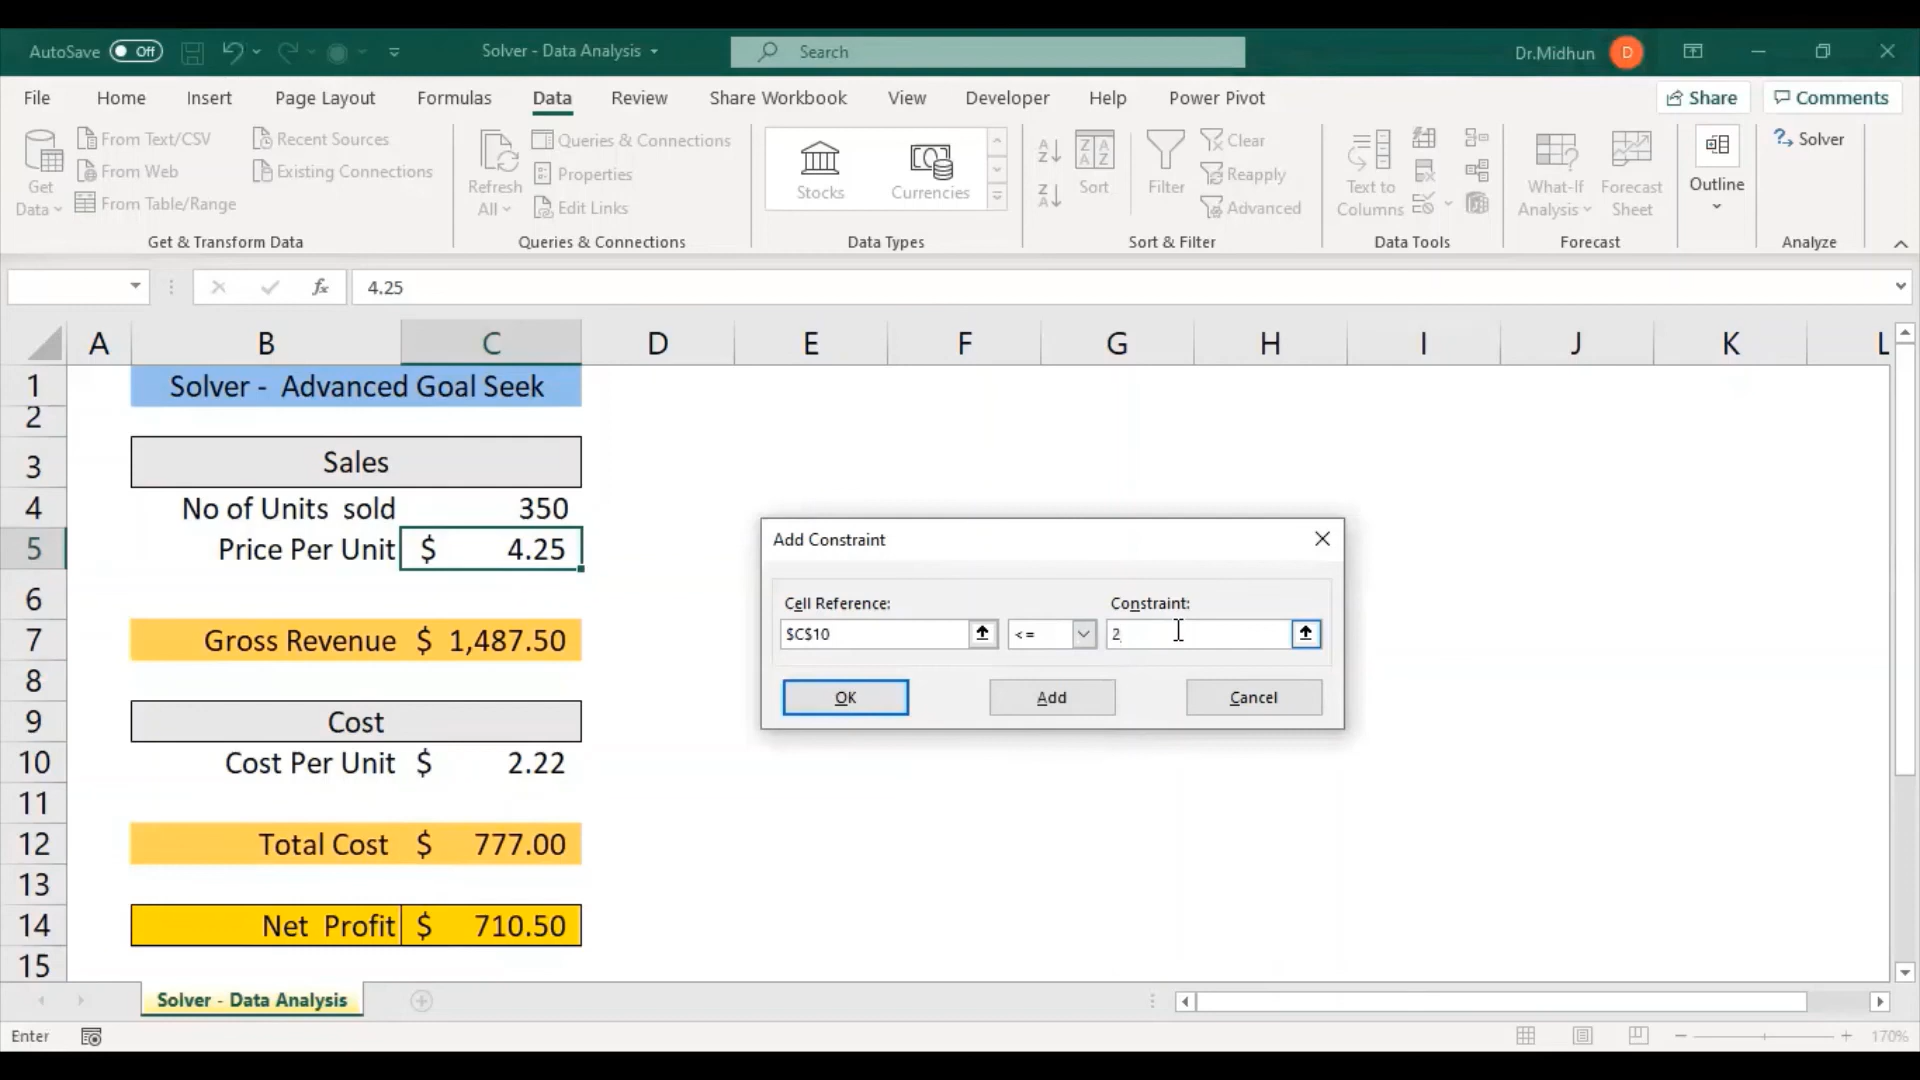 AutoSave Off Solver - Data Analysis Search Dr.Midhun D
File Home Insert Page Layout Formulas Data Review Share Workbook View Developer Help Power Pivot Share Comments
Get Data
From Text/CSV
From Web
From Table/Range
Recent Sources
Existing Connections
Get & Transform Data
Refresh All
Queries & Connections
Properties
Edit Links
Queries & Connections
Stocks Currencies
Data Types
Sort
Filter
Clear
Reapply
Advanced
Sort & Filter
Text to Columns
Data Tools
What-If Analysis
Forecast Sheet
Forecast
Outline
Solver
Analyze
fx 4.25
A B C D E F G H I J K L
1 Solver - Advanced Goal Seek
2
3 Sales
4 No of Units sold 350
5 Price Per Unit $ 4.25
6
7 Gross Revenue $ 1,487.50
8
9 Cost
10 Cost Per Unit $ 2.22
11
12 Total Cost $ 777.00
13
14 Net Profit $ 710.50
15
Add Constraint
Cell Reference: Constraint:
$C$10 <= 2
OK Add Cancel
Solver - Data Analysis
Enter 170%